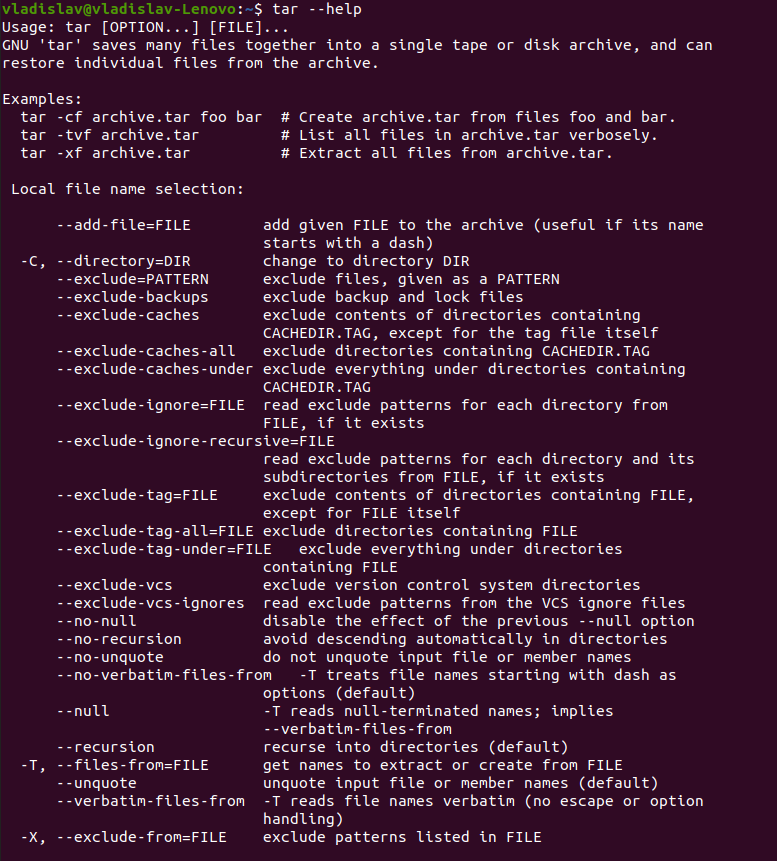 vladislav@vladislav-Lenovo:~$ tar --help
Usage: tar [OPTION...] [FILE]...
GNU 'tar' saves many files together into a single tape or disk archive, and can
restore individual files from the archive.

Examples:
  tar -cf archive.tar foo bar  # Create archive.tar from files foo and bar.
  tar -tvf archive.tar         # List all files in archive.tar verbosely.
  tar -xf archive.tar          # Extract all files from archive.tar.

 Local file name selection:

      --add-file=FILE        add given FILE to the archive (useful if its name
                             starts with a dash)
  -C, --directory=DIR        change to directory DIR
      --exclude=PATTERN      exclude files, given as a PATTERN
      --exclude-backups      exclude backup and lock files
      --exclude-caches       exclude contents of directories containing
                             CACHEDIR.TAG, except for the tag file itself
      --exclude-caches-all   exclude directories containing CACHEDIR.TAG
      --exclude-caches-under exclude everything under directories containing
                             CACHEDIR.TAG
      --exclude-ignore=FILE  read exclude patterns for each directory from
                             FILE, if it exists
      --exclude-ignore-recursive=FILE
                             read exclude patterns for each directory and its
                             subdirectories from FILE, if it exists
      --exclude-tag=FILE     exclude contents of directories containing FILE,
                             except for FILE itself
      --exclude-tag-all=FILE exclude directories containing FILE
      --exclude-tag-under=FILE   exclude everything under directories
                             containing FILE
      --exclude-vcs          exclude version control system directories
      --exclude-vcs-ignores  read exclude patterns from the VCS ignore files
      --no-null              disable the effect of the previous --null option
      --no-recursion         avoid descending automatically in directories
      --no-unquote           do not unquote input file or member names
      --no-verbatim-files-from   -T treats file names starting with dash as
                             options (default)
      --null                 -T reads null-terminated names; implies
                             --verbatim-files-from
      --recursion            recurse into directories (default)
  -T, --files-from=FILE      get names to extract or create from FILE
      --unquote              unquote input file or member names (default)
      --verbatim-files-from  -T reads file names verbatim (no escape or option
                             handling)
  -X, --exclude-from=FILE    exclude patterns listed in FILE